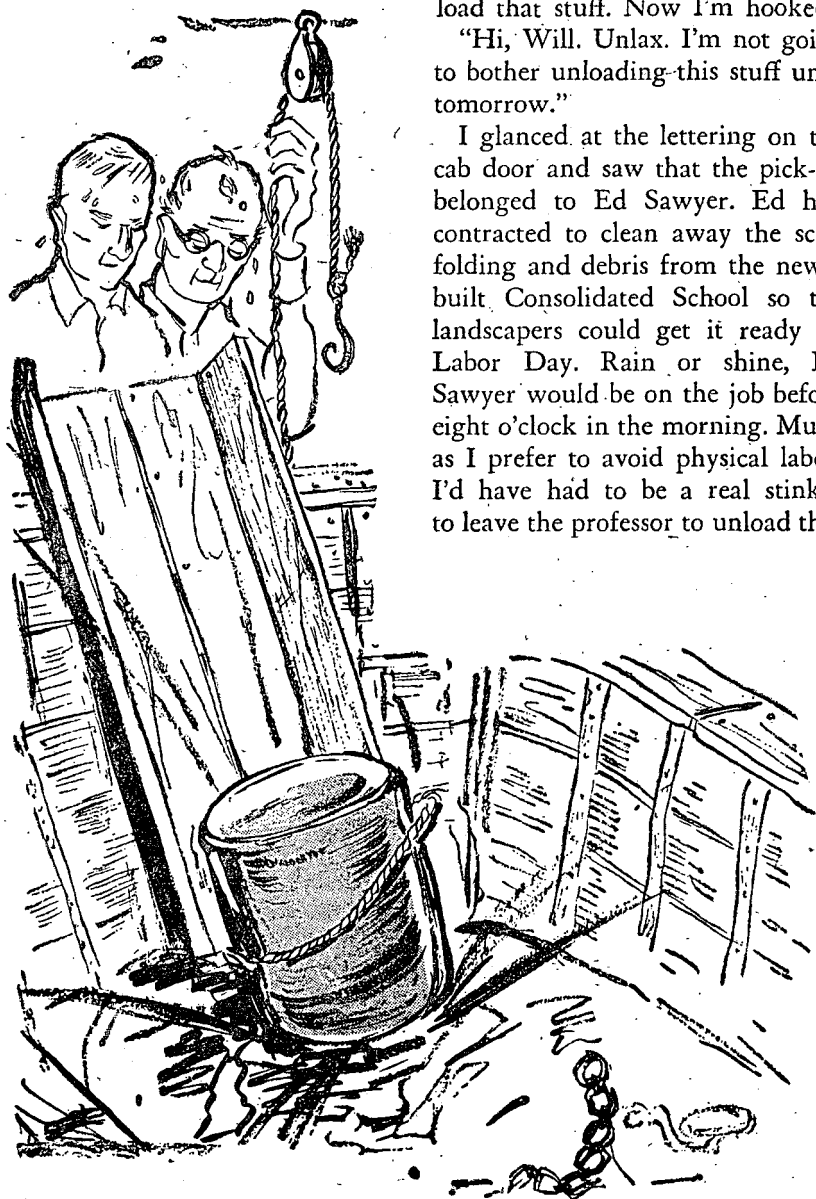 load that stuff. Now I'm hooke
"Hi, Will. Unlax. I'm not goi
to bother unloading this stuff un
tomorrow."
I glanced at the lettering on t
cab door and saw that the pick-
belonged to Ed Sawyer. Ed h
contracted to clean away the sc
folding and debris from the new
built Consolidated School so t
landscapers could get it ready
Labor Day. Rain or shine, E
Sawyer would be on the job befo
eight o'clock in the morning. Mu
as I prefer to avoid physical labo
I'd have had to be a real stink
to leave the professor to unload th